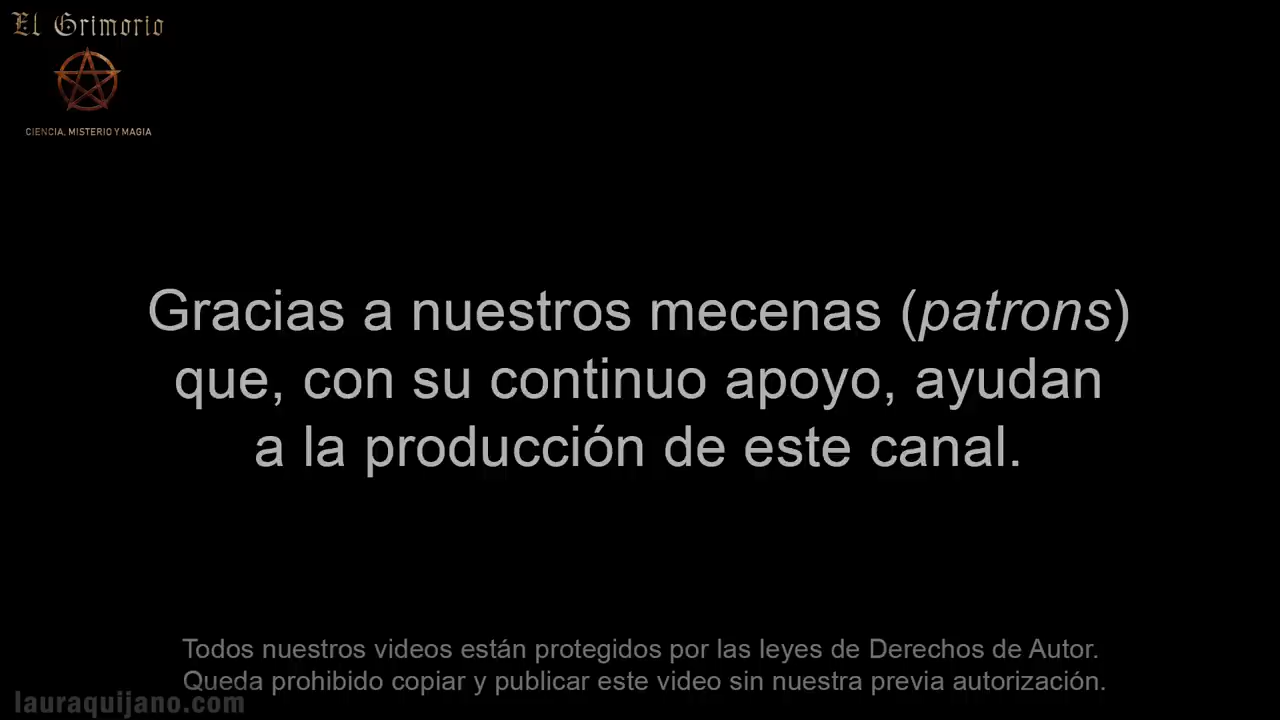 El Grimorio
CIENCIA, MISTERIO Y MAGIA
Gracias a nuestros mecenas (patrons)
que, con su continuo apoyo, ayudan
a la producción de este canal.
Todos nuestros videos están protegidos por las leyes de Derechos de Autor.
Queda prohibido copiar y publicar este video sin nuestra previa autorización.
lauraquijano.com